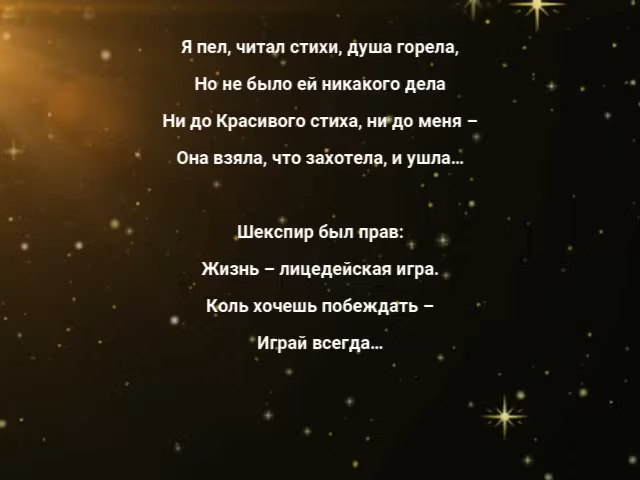 Я пел, читал стихи, душа горела,
Но не было ей никакого дела
Ни до Красивого стиха, ни до меня –
Она взяла, что захотела, и ушла...
Шекспир был прав:
Жизнь – лицедейская игра.
Коль хочешь побеждать –
Играй всегда...